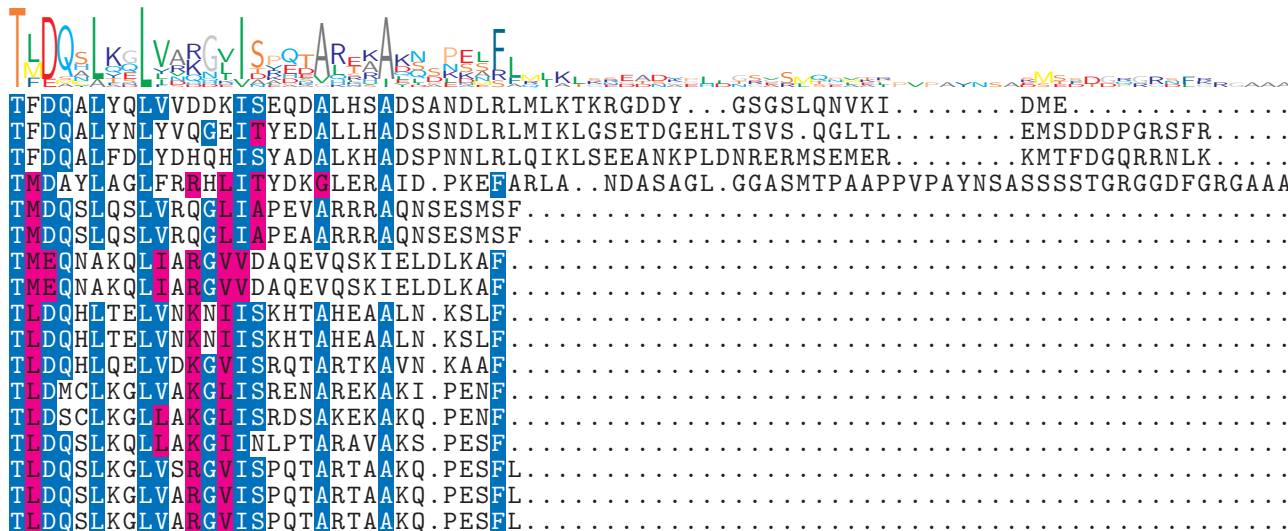 TFDQALYQLVVDDKISEQDALHSADSANDLRLMLKTKRGDDY...GSGSLQNVKI........DME..............
TFDQALYNLYVQGEITYEDALLHADSSNDLRLMIKLGSETDGEHLTSVS.QGLTL........EMSDDDPGRSFR.....
TFDQALFDLYDHQHISYADALKHADSPNNLRLQIKLSEEANKPLDNRERMSEMER........KMTFDGQRRNLK.....
TMDAYLAGLFRRHLITYDKGLERAID.PKEFARLA..NDASAGL.GGASMTPAAPPVPAYNSASSSSTGRGGDFGRGAAA
TMDQSLQSLVRQGLIAPEVARRRAQNSESMSF................................................
TMDQSLQSLVRQGLIAPEAARRRAQNSESMSF................................................
TMEQNAKQLIARGVVDAQEVQSKIELDLKAF.................................................
TMEQNAKQLIARGVVDAQEVQSKIELDLKAF.................................................
TLDQHLTELVNKNIISKHTAHEAALN.KSLF.................................................
TLDQHLTELVNKNIISKHTAHEAALN.KSLF.................................................
TLDQHLQELVDKGVISRQTARTKAVN.KAAF.................................................
TLDMCLKGLVAKGLISRENAREKAKI.PENF.................................................
TLDSCLKGLLAKGLISRDSAKEKAKQ.PENF.................................................
TLDQSLKQLLAKGIINLPTARAVAKS.PESF.................................................
TLDQSLKGLVSRGVISPQTARTAAKQ.PESFL................................................
TLDQSLKGLVARGVISPQTARTAAKQ.PESFL................................................
TLDQSLKGLVARGVISPQTARTAAKQ.PESFL................................................